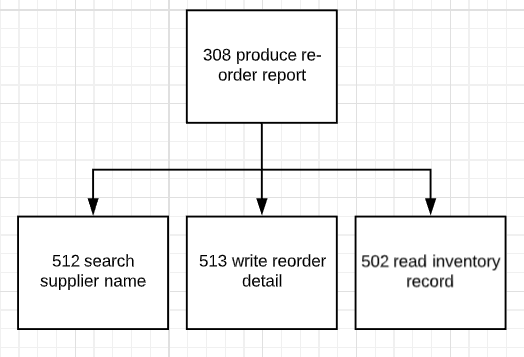 308 produce re-
order report
512 search
supplier name
513 write reorder
detail
502 read inventory
record